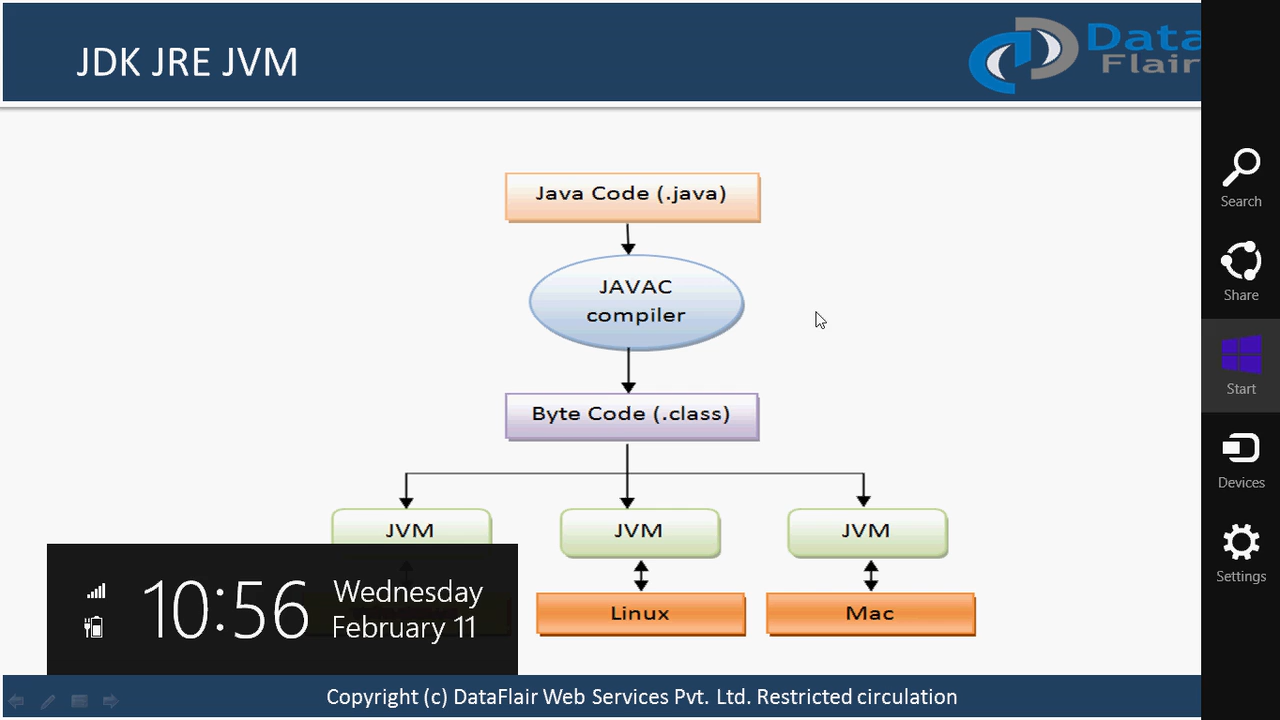 JDK JRE JVM
Data
Flair
Java Code (.java)
JAVAC
compiler
Byte Code (.class)
JVM
JVM
JVM
Linux
Mac
10:56
Wednesday
February 11
Copyright (c) DataFlair Web Services Pvt. Ltd. Restricted circulation
Search
Share
Start
Devices
Settings